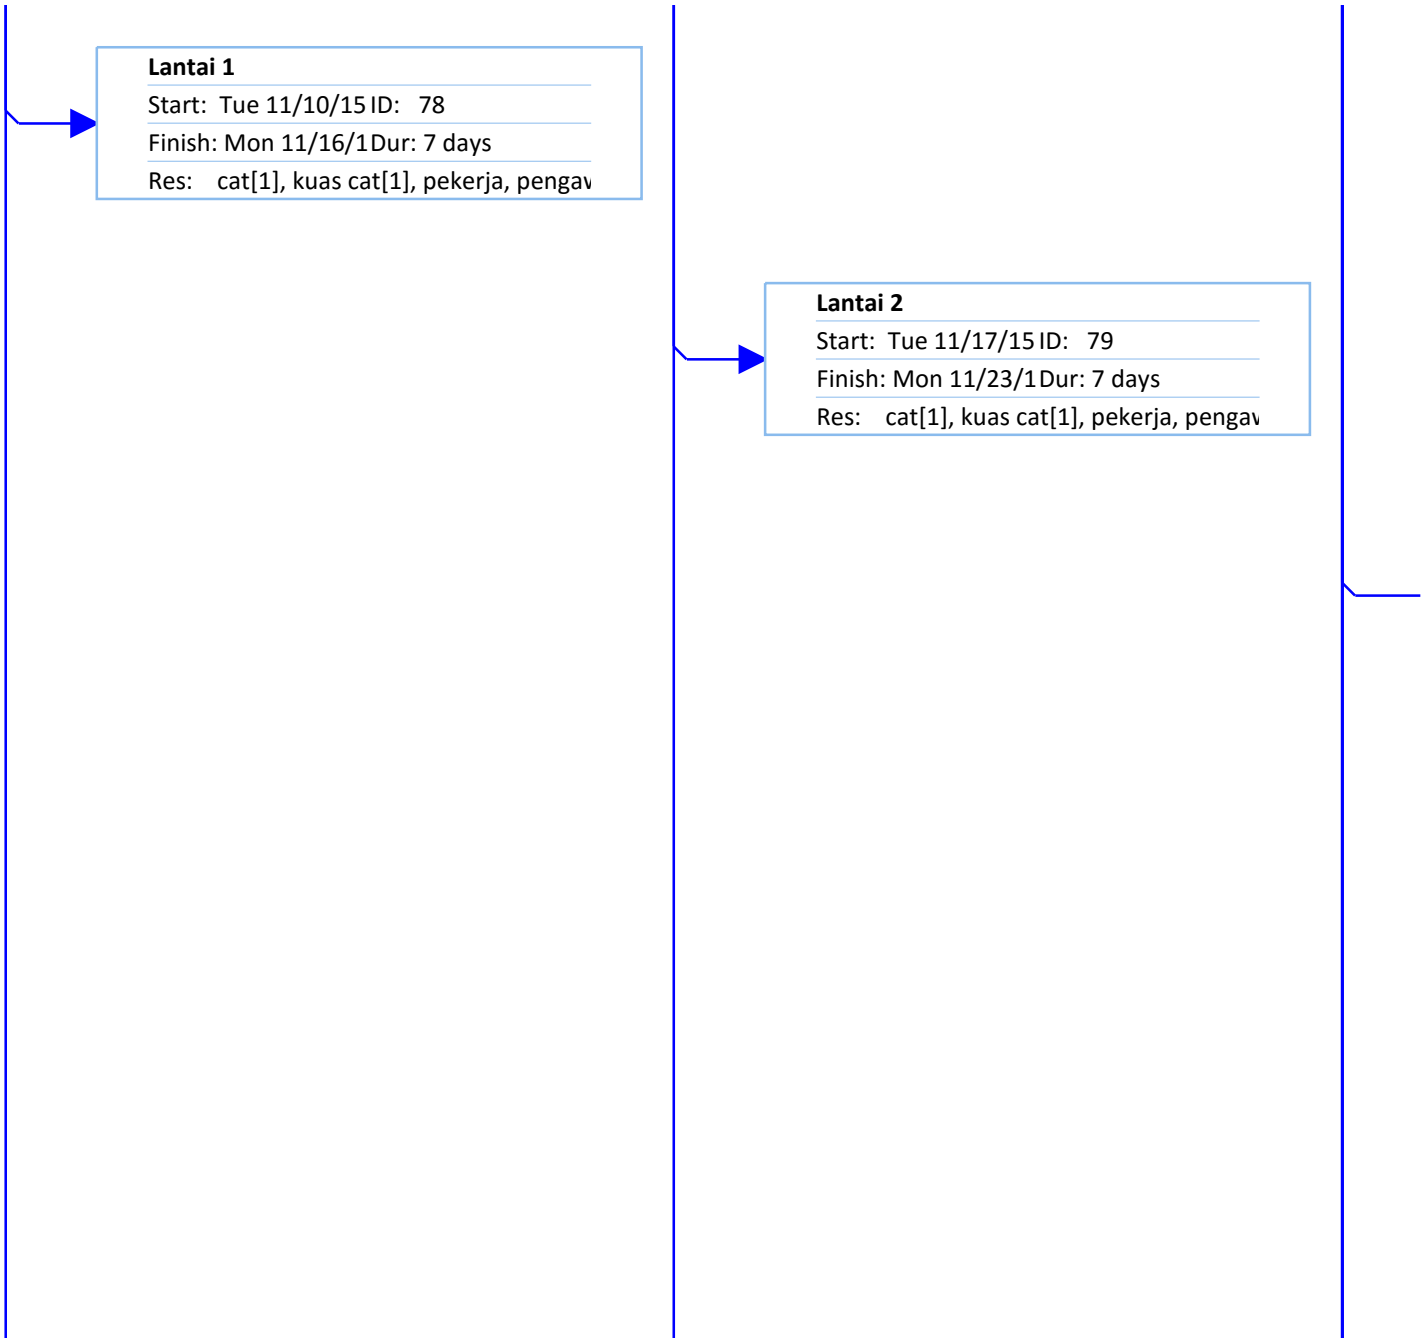 Lantai 1
Start: Tue 11/10/15 ID: 78
Finish: Mon 11/16/1 Dur: 7 days
Res: cat[1], kuas cat[1], pekerja,
Lantai 2
Start: Tue 11/17/15 ID: 79
Finish: Mon 11/23/1 Dur: 7 days
Res: cat[1], kuas cat[1], pekerja,